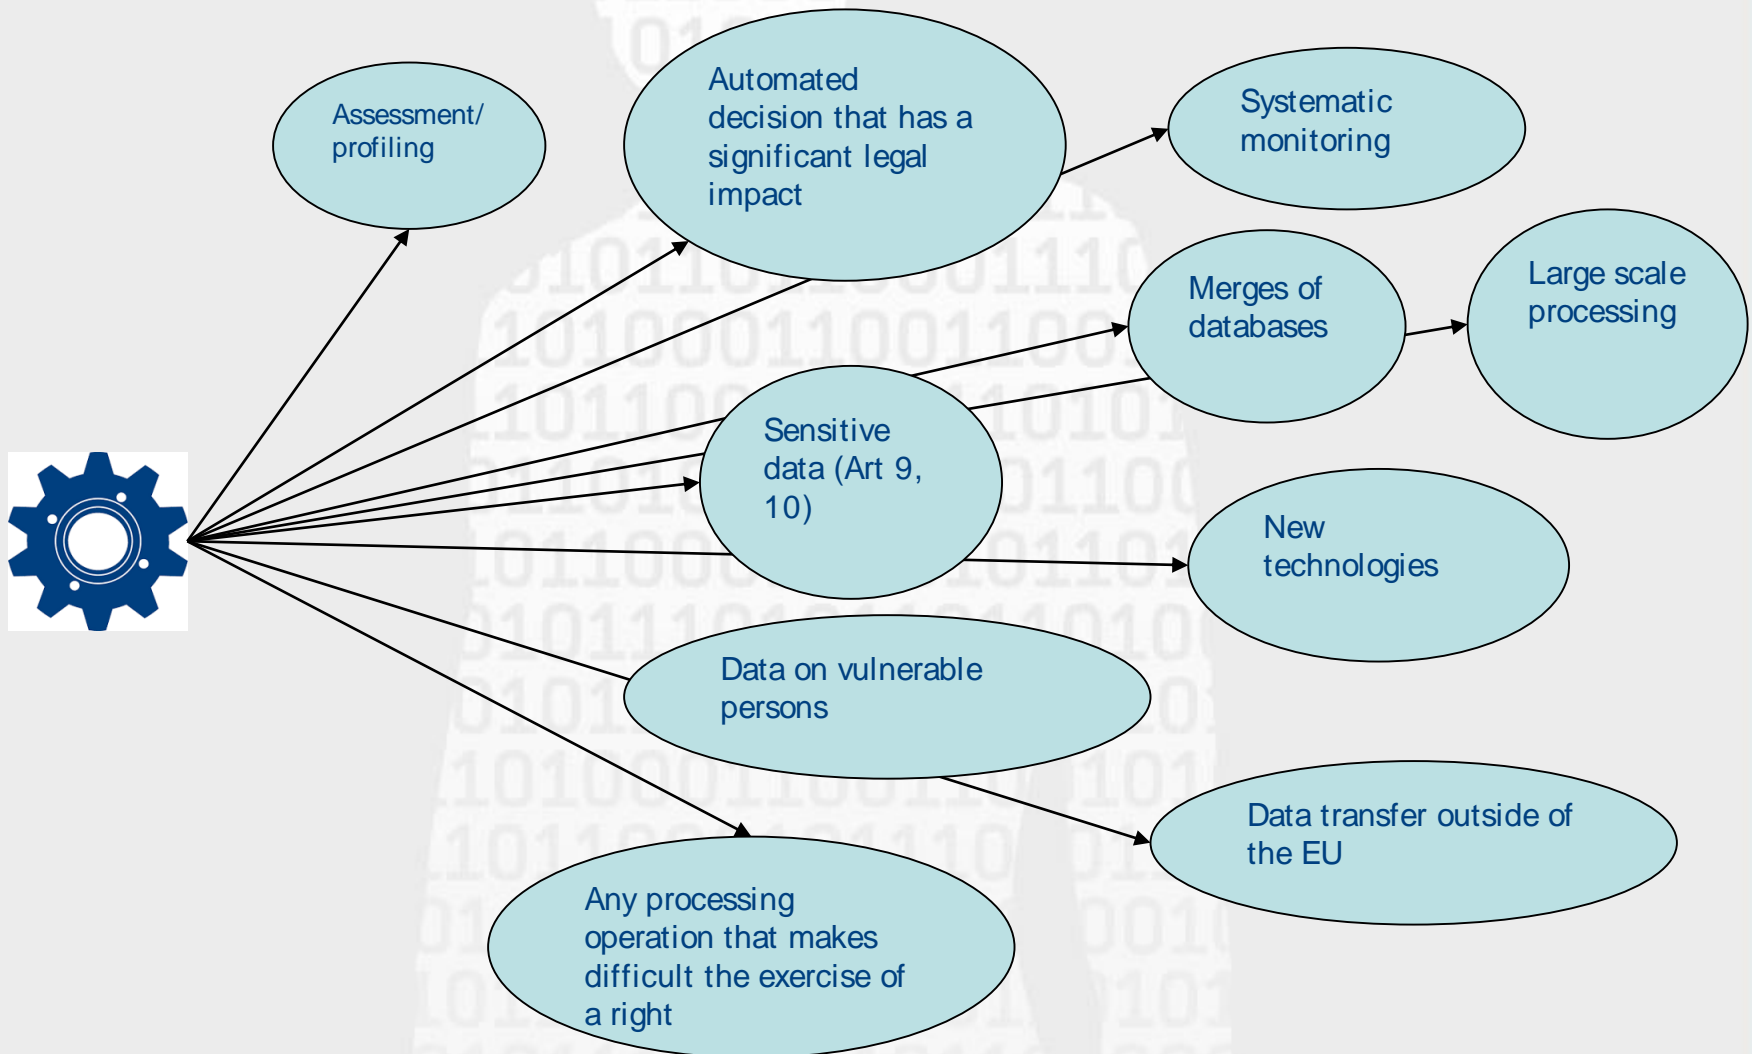 Assessment/
profiling
Automated
decision that has a
significant legal
impact
Systematic
monitoring
Merges of
databases
Large scale
processing
Sensitive
data (Art 9,
10)
New
technologies
Data on vulnerable
persons
Data transfer outside of
the EU
Any processing
operation that makes
difficult the exercise of
a right